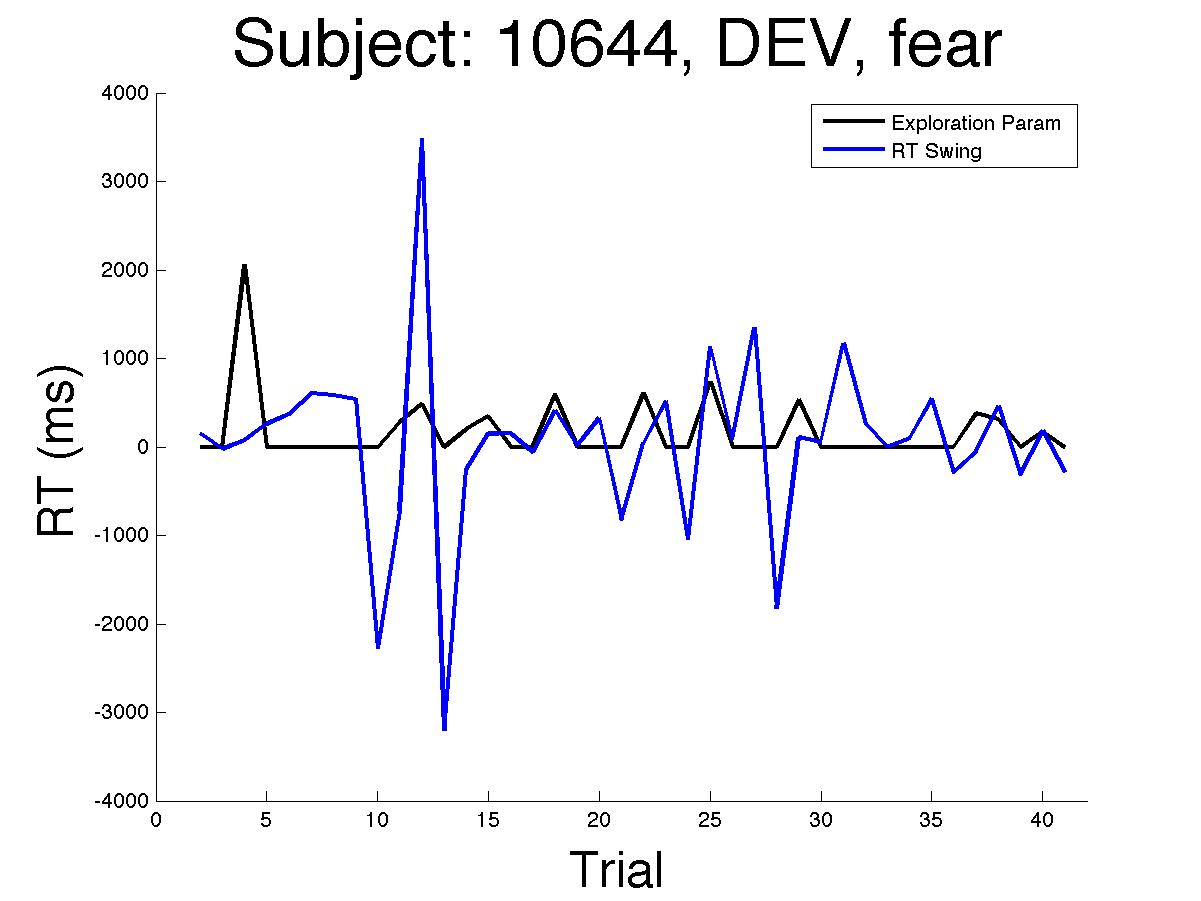 Subject: 10644, DEV, fear
4000
3000
2000
1000
0
-1000
-2000
-3000
-4000
RT (ms)
Exploration Param
RT Swing
0 5 10 15 20 25 30 35 40
Trial